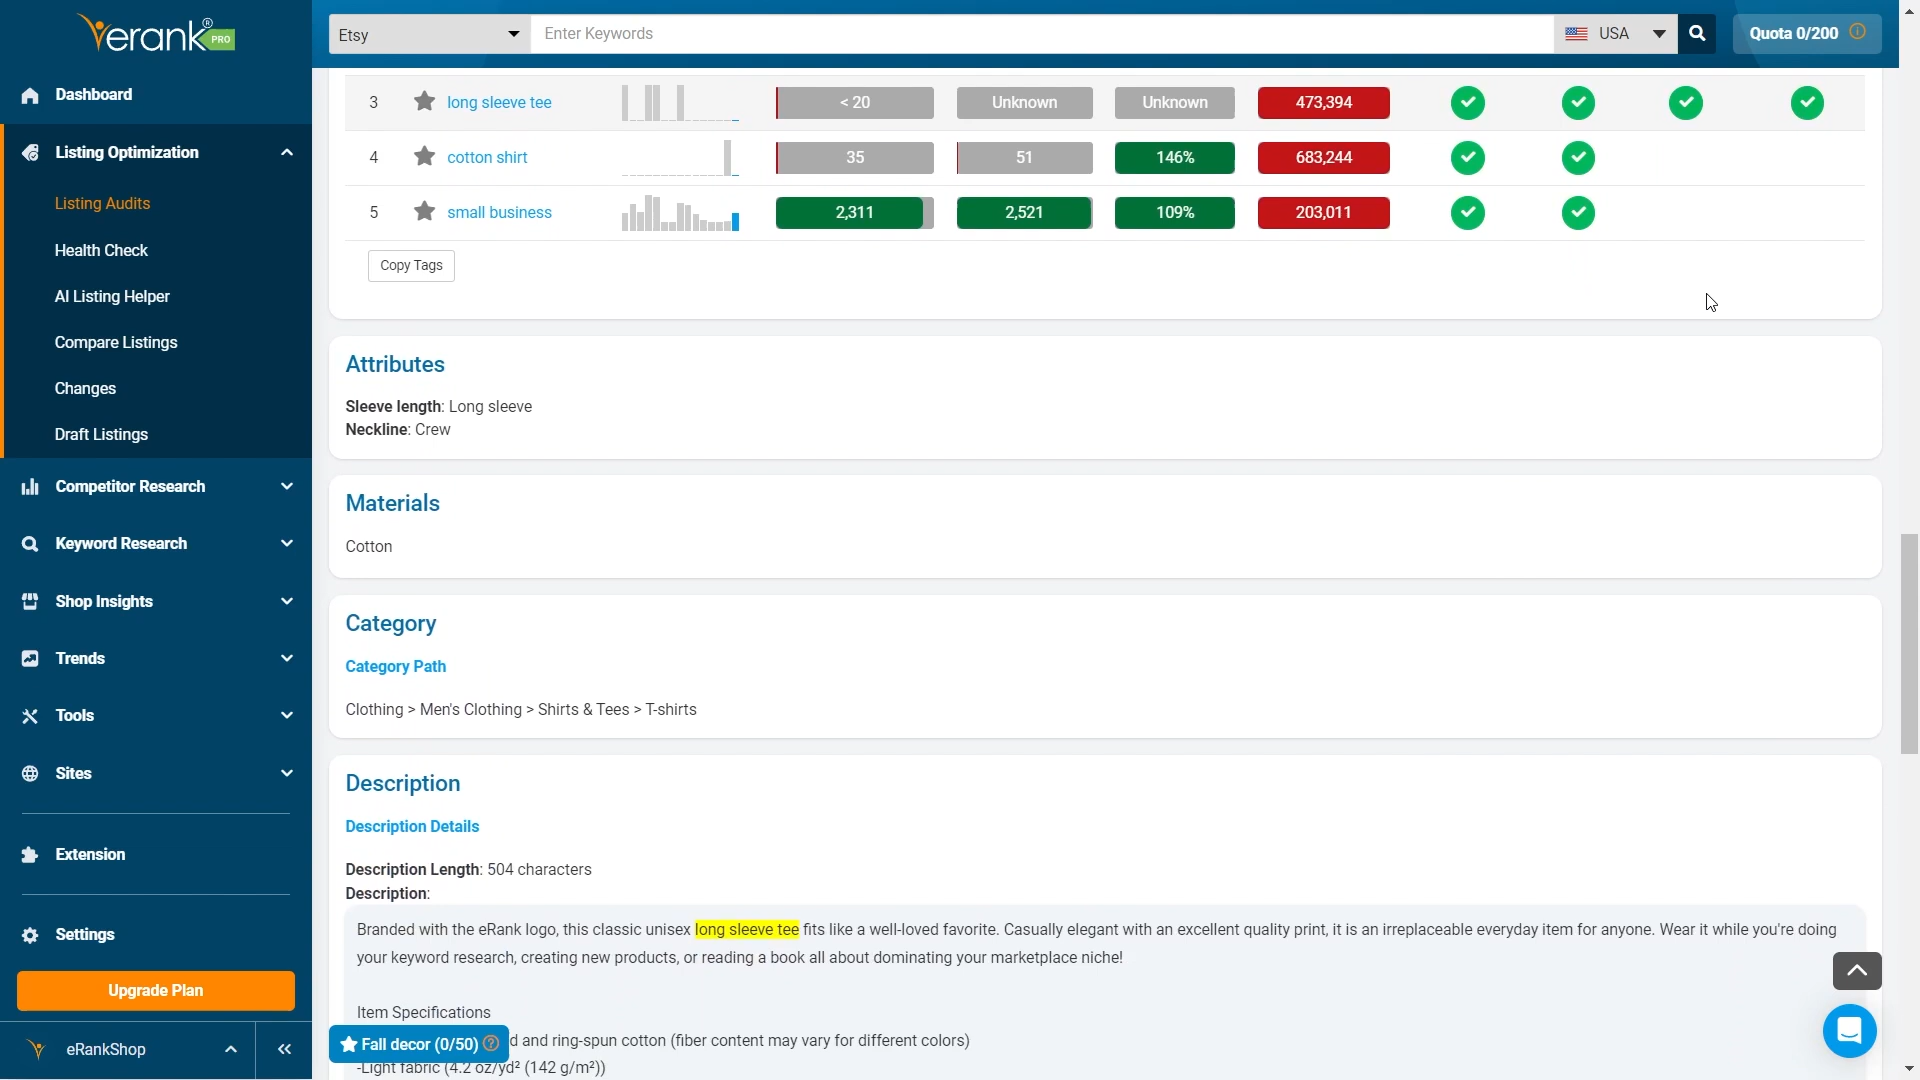 erank® PRO
Etsy
Enter Keywords
USA
Quota 0/200
Dashboard
Listing Optimization
Listing Audits
Health Check
AI Listing Helper
Compare Listings
Changes
Draft Listings
Competitor Research
Keyword Research
Shop Insights
Trends
Tools
Sites
Extension
Settings
Upgrade Plan
eRankShop
3 long sleeve tee < 20 Unknown Unknown 473,394
4 cotton shirt 35 51 146% 683,244
5 small business 2,311 2,521 109% 203,011
Copy Tags
Attributes
Sleeve length: Long sleeve
Neckline: Crew
Materials
Cotton
Category
Category Path
Clothing > Men's Clothing > Shirts & Tees > T-shirts
Description
Description Details
Description Length: 504 characters
Description:
Branded with the eRank logo, this classic unisex long sleeve tee fits like a well-loved favorite. Casually elegant with an excellent quality print, it is an irreplaceable everyday item for anyone. Wear it while you're doing
your keyword research, creating new products, or reading a book all about dominating your marketplace niche!
Item Specifications
Fall decor (0/50)
d and ring-spun cotton (fiber content may vary for different colors)
-Light fabric (4.2 oz/yd² (142 g/m²))